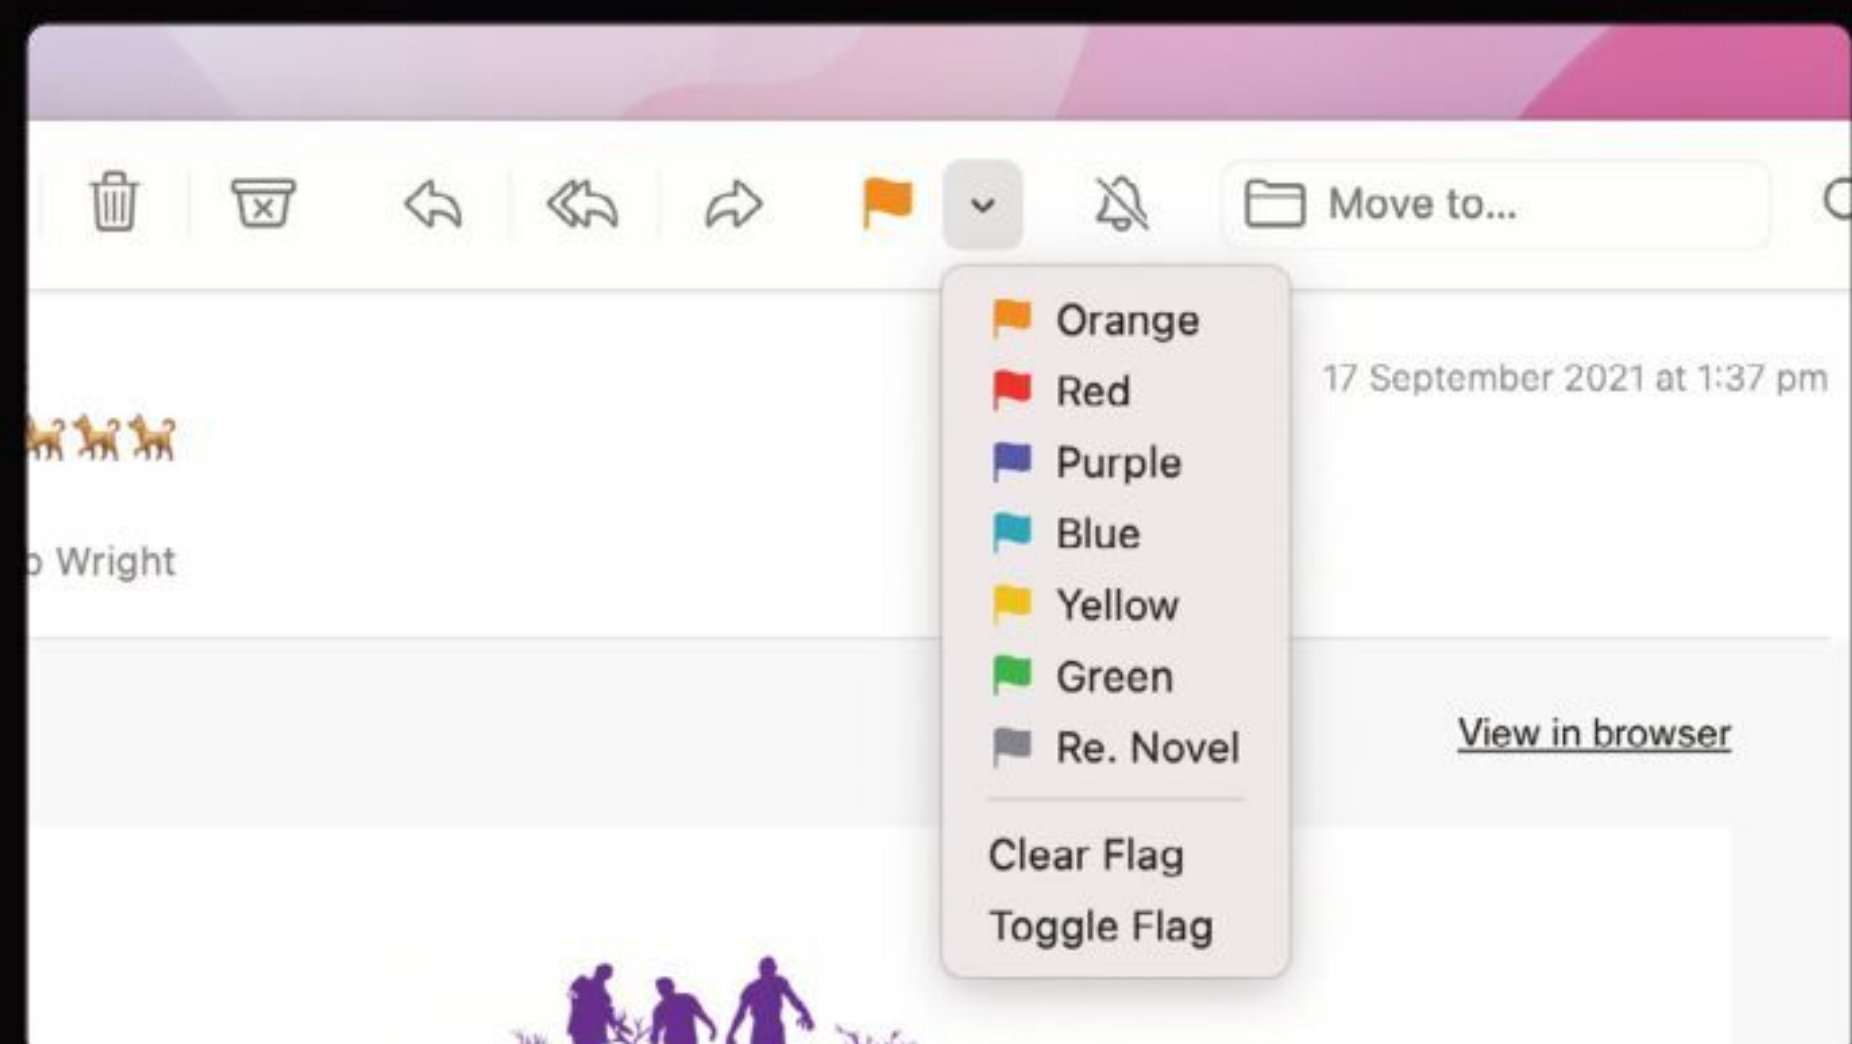 Move to...
Orange
17 September 2021 at 1:37 pm
Red
Purple
Blue
Wright
Yellow
Green
View in browser
Re. Novel
Clear Flag
Toggle Flag